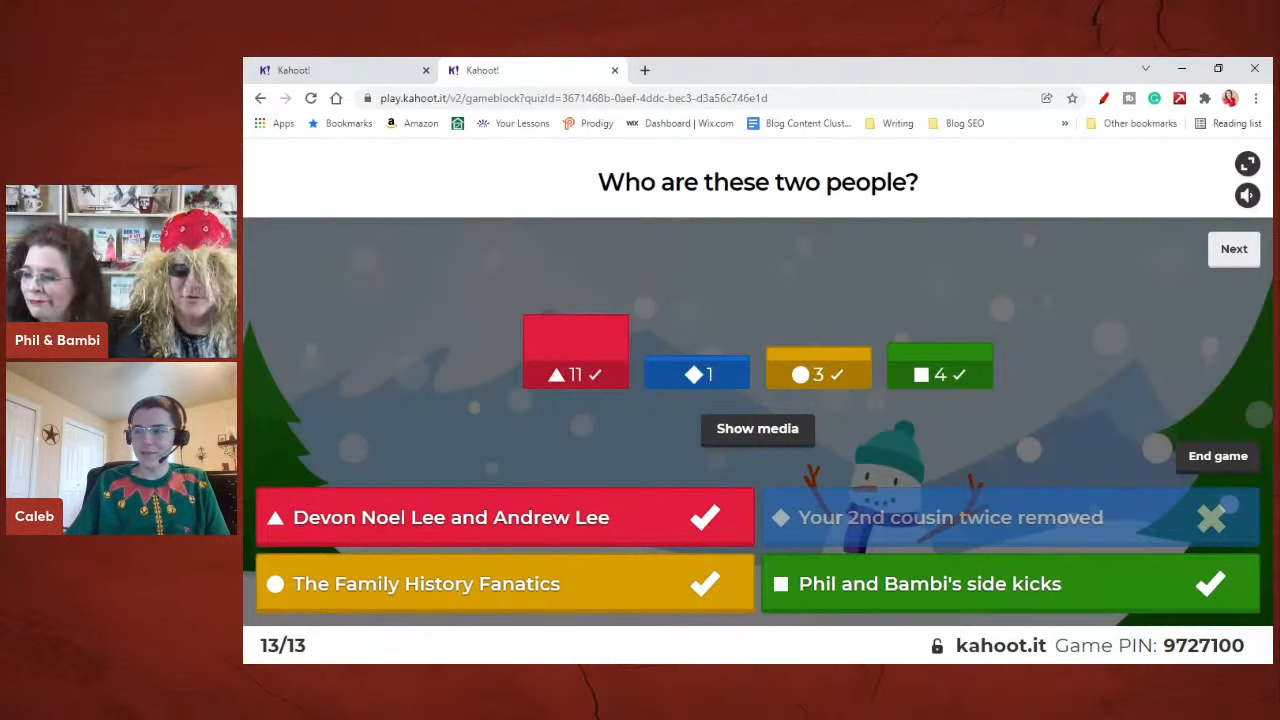 Kahoot!
Kahoot!
play.kahoot.it/v2/gameblock?quizId=3671468b-0aef-4ddc-bec3-d3a56c746e1d
Apps Bookmarks Amazon Your Lessons Prodigy WIX Dashboard | Wix.com Blog Content Clust... Writing Blog SEO » Other bookmarks Reading list
Who are these two people?
Next
11
1
3
4
Show media
End game
Devon Noel Lee and Andrew Lee
Your 2nd cousin twice removed
The Family History Fanatics
Phil and Bambi's side kicks
13/13
kahoot.it Game PIN: 9727100
Phil & Bambi
Caleb